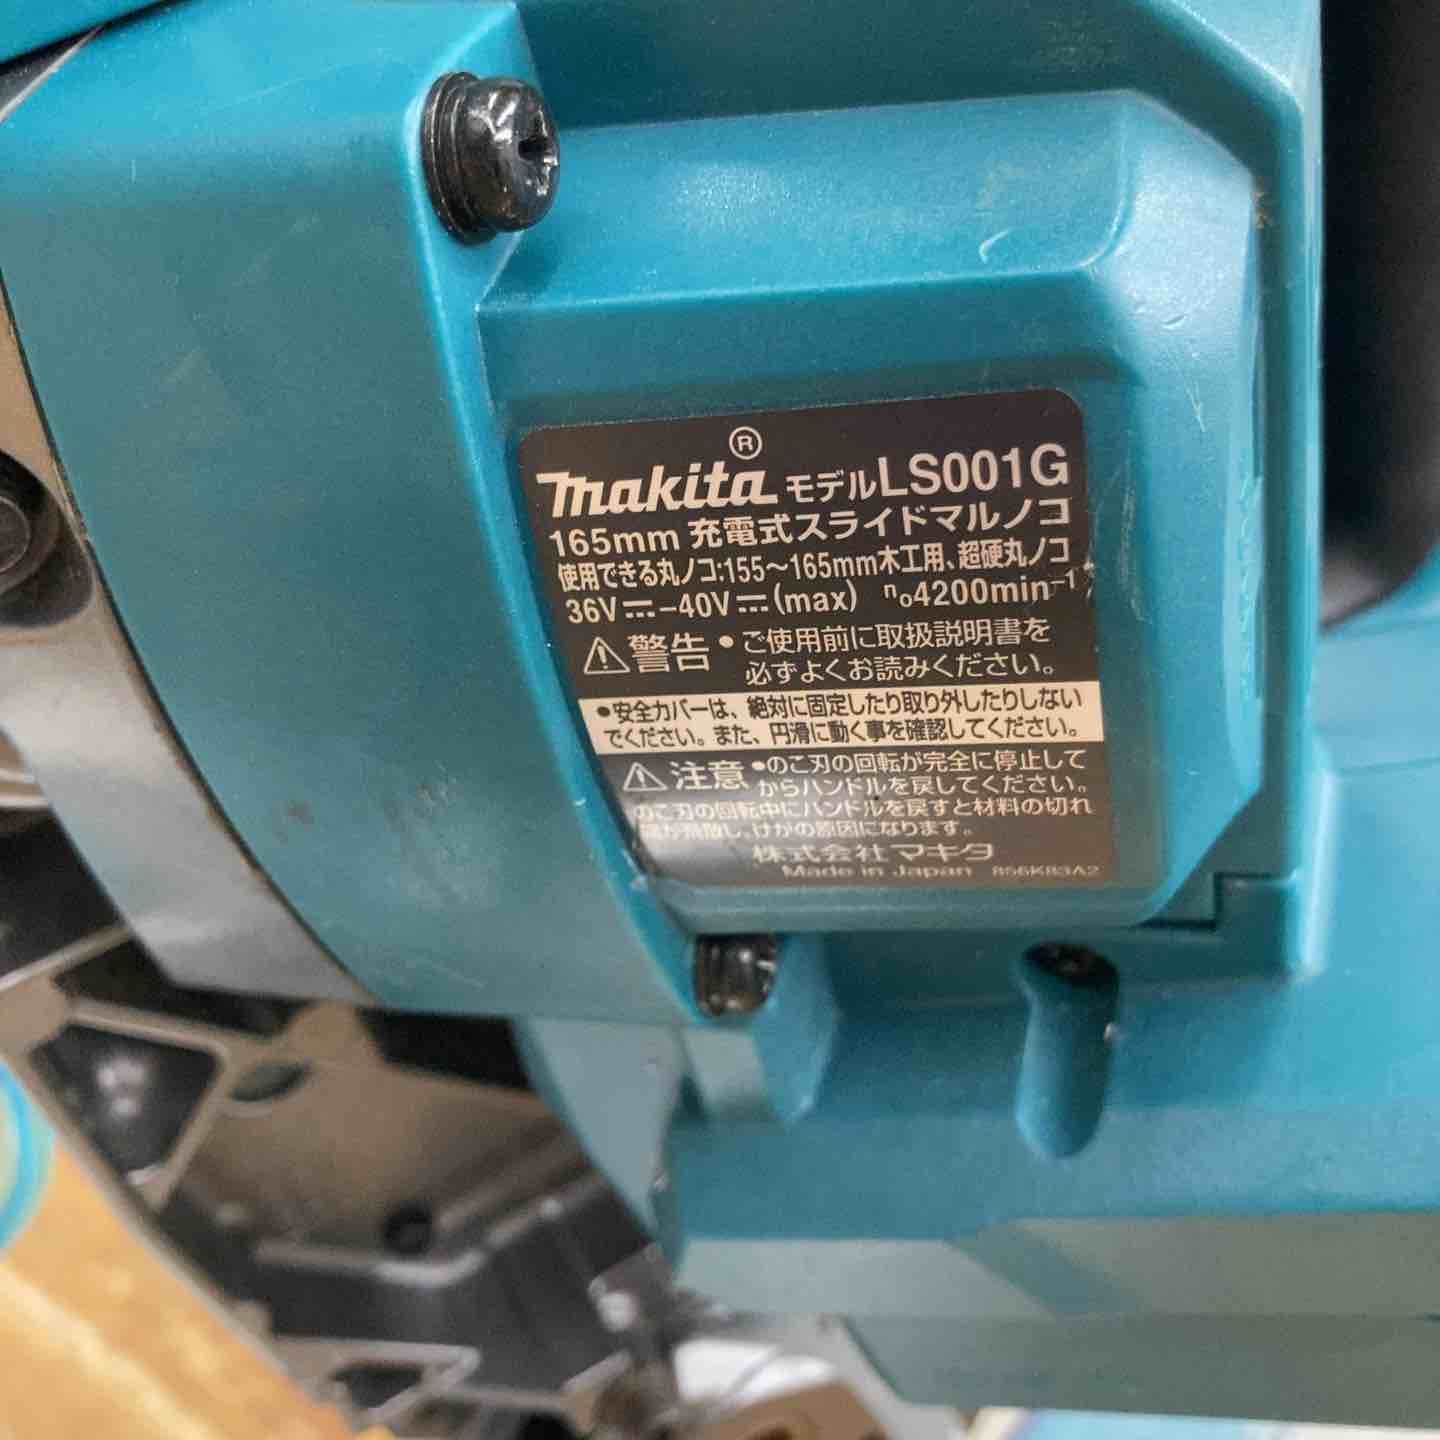 makita® モデルLS001G
165mm 充電式スライドマルノコ
使用できる丸ノコ:155～165mm木工用、超硬丸ノコ
36V⎓–40V⎓(max) n₀4200min⁻¹
⚠警告 •ご使用前に取扱説明書を
必ずよくお読みください。
•安全カバーは、絶対に固定したり取り外したりしない
でください。また、円滑に動く事を確認してください。
⚠注意 •のこ刃の回転が完全に停止して
からハンドルを戻してください。
のこ刃の回転中にハンドルを戻すと材料の切れ
端が飛散し、けがの原因になります。
株式会社マキタ
Made in Japan 856K83A2